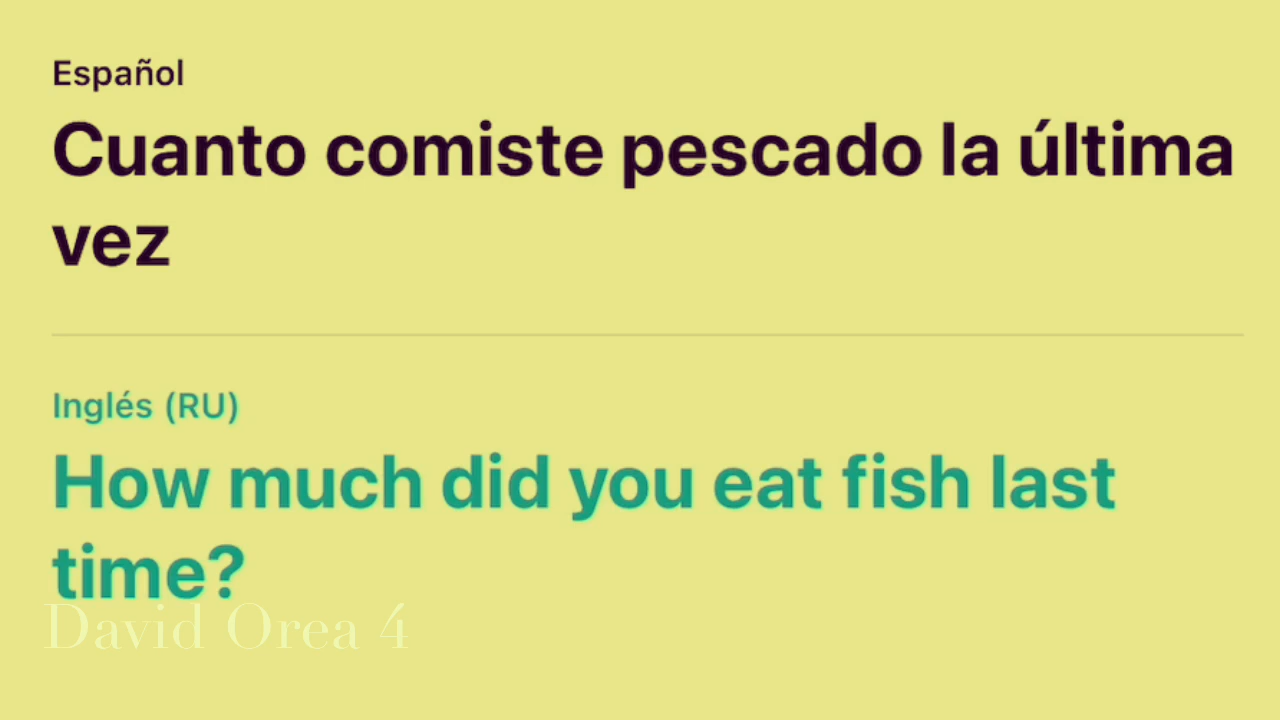 Español
Cuanto comiste pescado la última
vez
Inglés (RU)
How much did you eat fish last
time?
David Orea 4